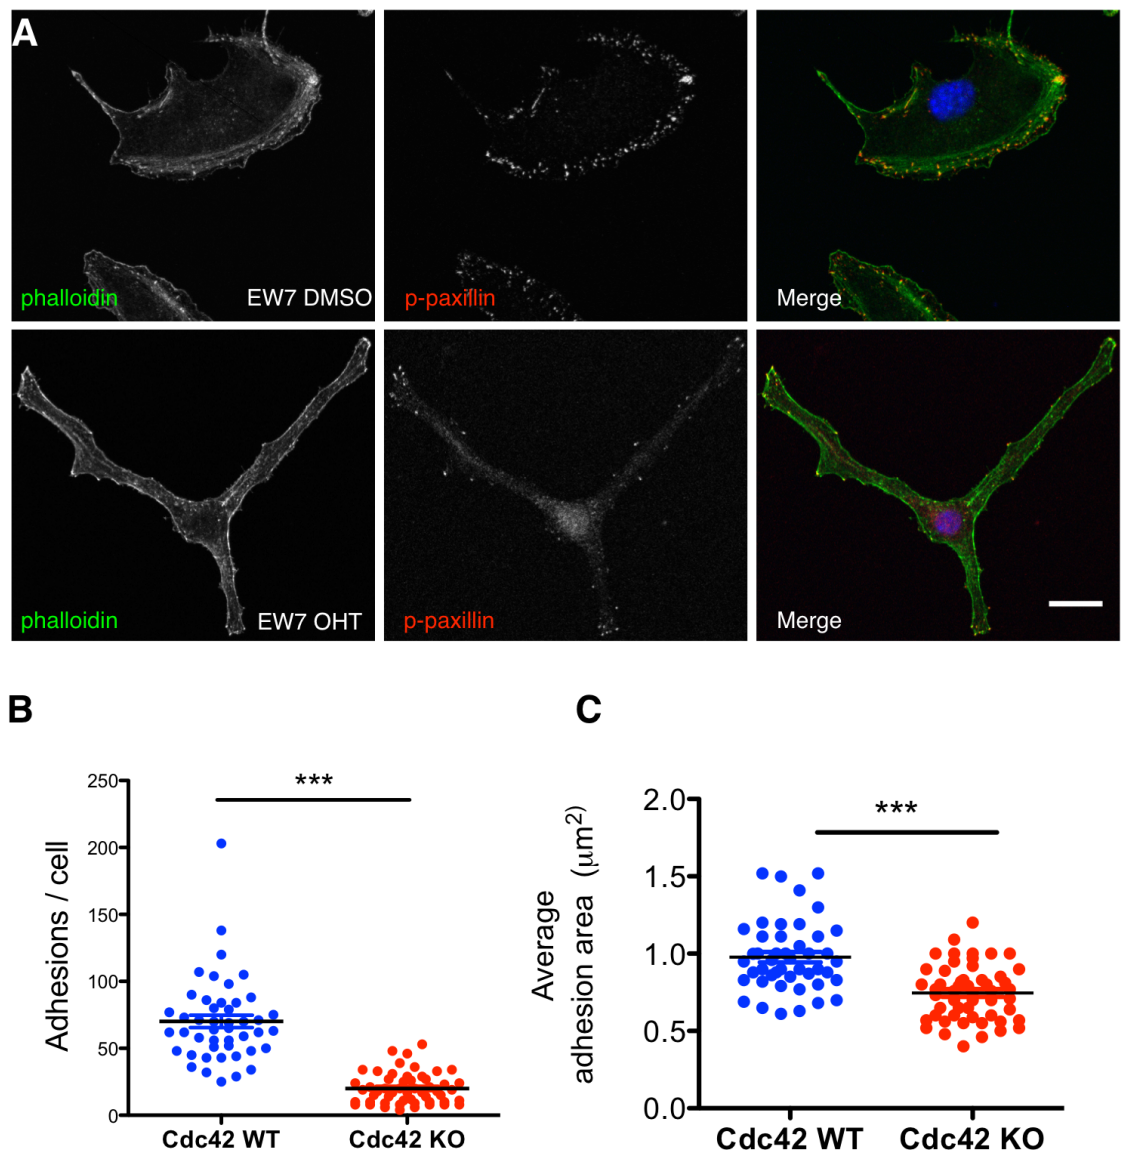 A
phalloidin
EW7 DMSO
p-paxillin
Merge
phalloidin
EW7 OHT
p-paxillin
Merge
B
C
Adhesions / cell
250
200
150
100
50
0
***
Cdc42 WT
Cdc42 KO
Average
adhesion area (μm²)
2.0
1.5
1.0
0.5
0.0
***
Cdc42 WT
Cdc42 KO